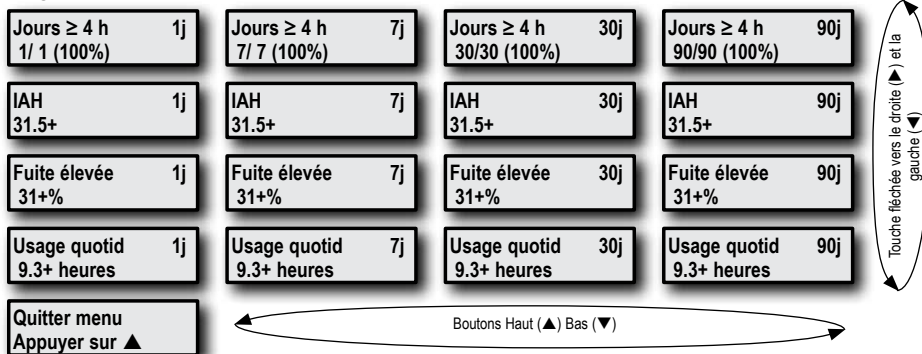 Jours ≥ 4 h 1j
1/ 1 (100%)
Jours ≥ 4 h 7j
7/ 7 (100%)
Jours ≥ 4 h 30j
30/30 (100%)
Jours ≥ 4 h 90j
90/90 (100%)
IAH 1j
31.5+
IAH 7j
31.5+
IAH 30j
31.5+
IAH 90j
31.5+
Fuite élevée 1j
31+%
Fuite élevée 7j
31+%
Fuite élevée 30j
31+%
Fuite élevée 90j
31+%
Usage quotid 1j
9.3+ heures
Usage quotid 7j
9.3+ heures
Usage quotid 30j
9.3+ heures
Usage quotid 90j
9.3+ heures
Quitter menu
Appuyer sur ▲
Boutons Haut (▲) Bas (▼)
Touche fléchée vers le droite (▶) et la
gauche (◀)